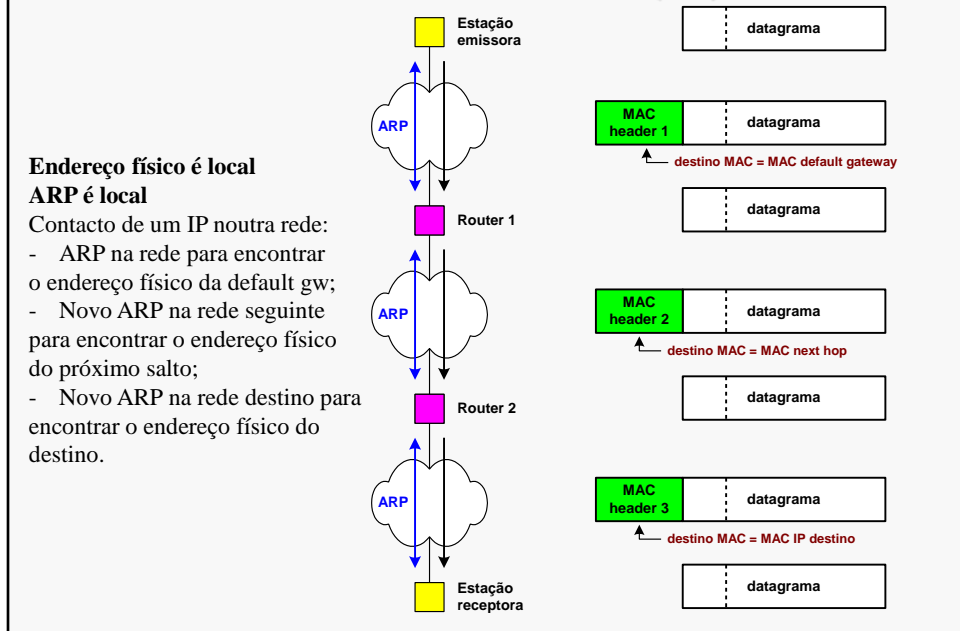 Endereço físico é local
ARP é local
Contacto de um IP noutra rede:
- ARP na rede para encontrar
o endereço físico da default gw;
- Novo ARP na rede seguinte
para encontrar o endereço físico
do próximo salto;
- Novo ARP na rede destino para
encontrar o endereço físico do
destino.
Estação
emissora
ARP
Router 1
ARP
Router 2
ARP
Estação
receptora
datagrama
MAC
header 1
datagrama
destino MAC = MAC default gateway
datagrama
MAC
header 2
datagrama
destino MAC = MAC next hop
datagrama
MAC
header 3
datagrama
destino MAC = MAC IP destino
datagrama